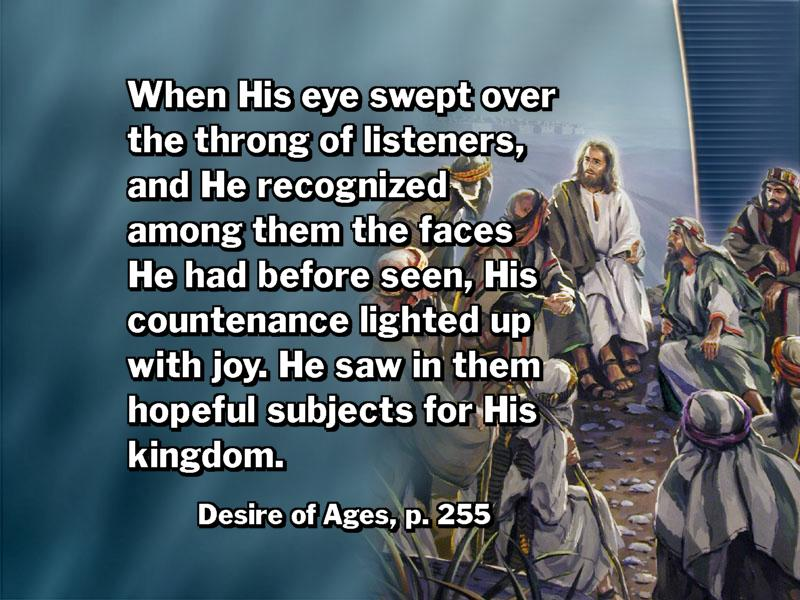 When His eye swept over
the throng of listeners,
and He recognized
among them the faces
He had before seen, His
countenance lighted up
with joy. He saw in them
hopeful subjects for His
kingdom.
Desire of Ages, p. 255